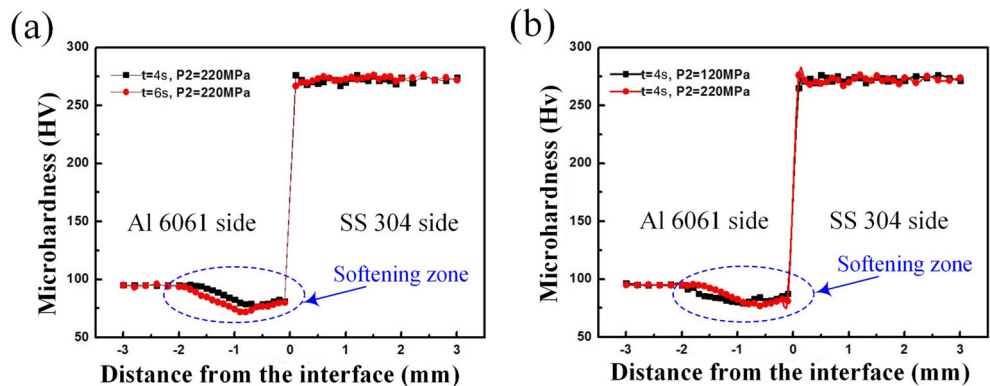 (a)
300
250
200
150
100
50
Microhardness (HV)
t=4s, P2=220MPa
t=6s, P2=220MPa
Al 6061 side
SS 304 side
Softening zone
-3
-2
-1
0
1
2
3
Distance from the interface (mm)
(b)
300
250
200
150
100
50
Microhardness (Hv)
t=4s, P2=120MPa
t=4s, P2=220MPa
Al 6061 side
SS 304 side
Softening zone
-3
-2
-1
0
1
2
3
Distance from the interface (mm)